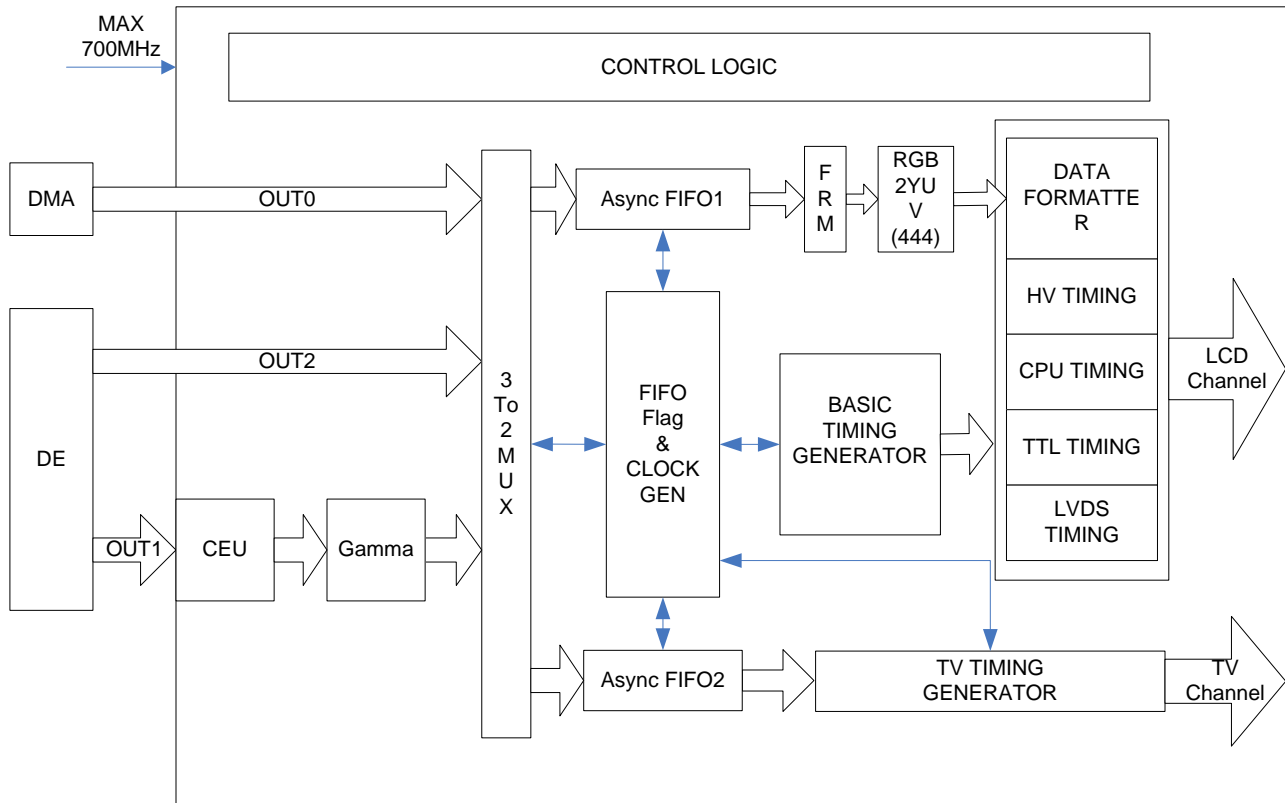 MAX
700MHz
CONTROL LOGIC
DMA
OUT0
3
To
2
M
U
X
Async FIFO1
F
R
M
RGB
2YU
V
(444)
DATA
FORMATTE
R
HV TIMING
CPU TIMING
TTL TIMING
LVDS
TIMING
LCD
Channel
DE
OUT2
OUT1
CEU
Gamma
FIFO
Flag
&
CLOCK
GEN
BASIC
TIMING
GENERATOR
Async FIFO2
TV TIMING
GENERATOR
TV
Channel